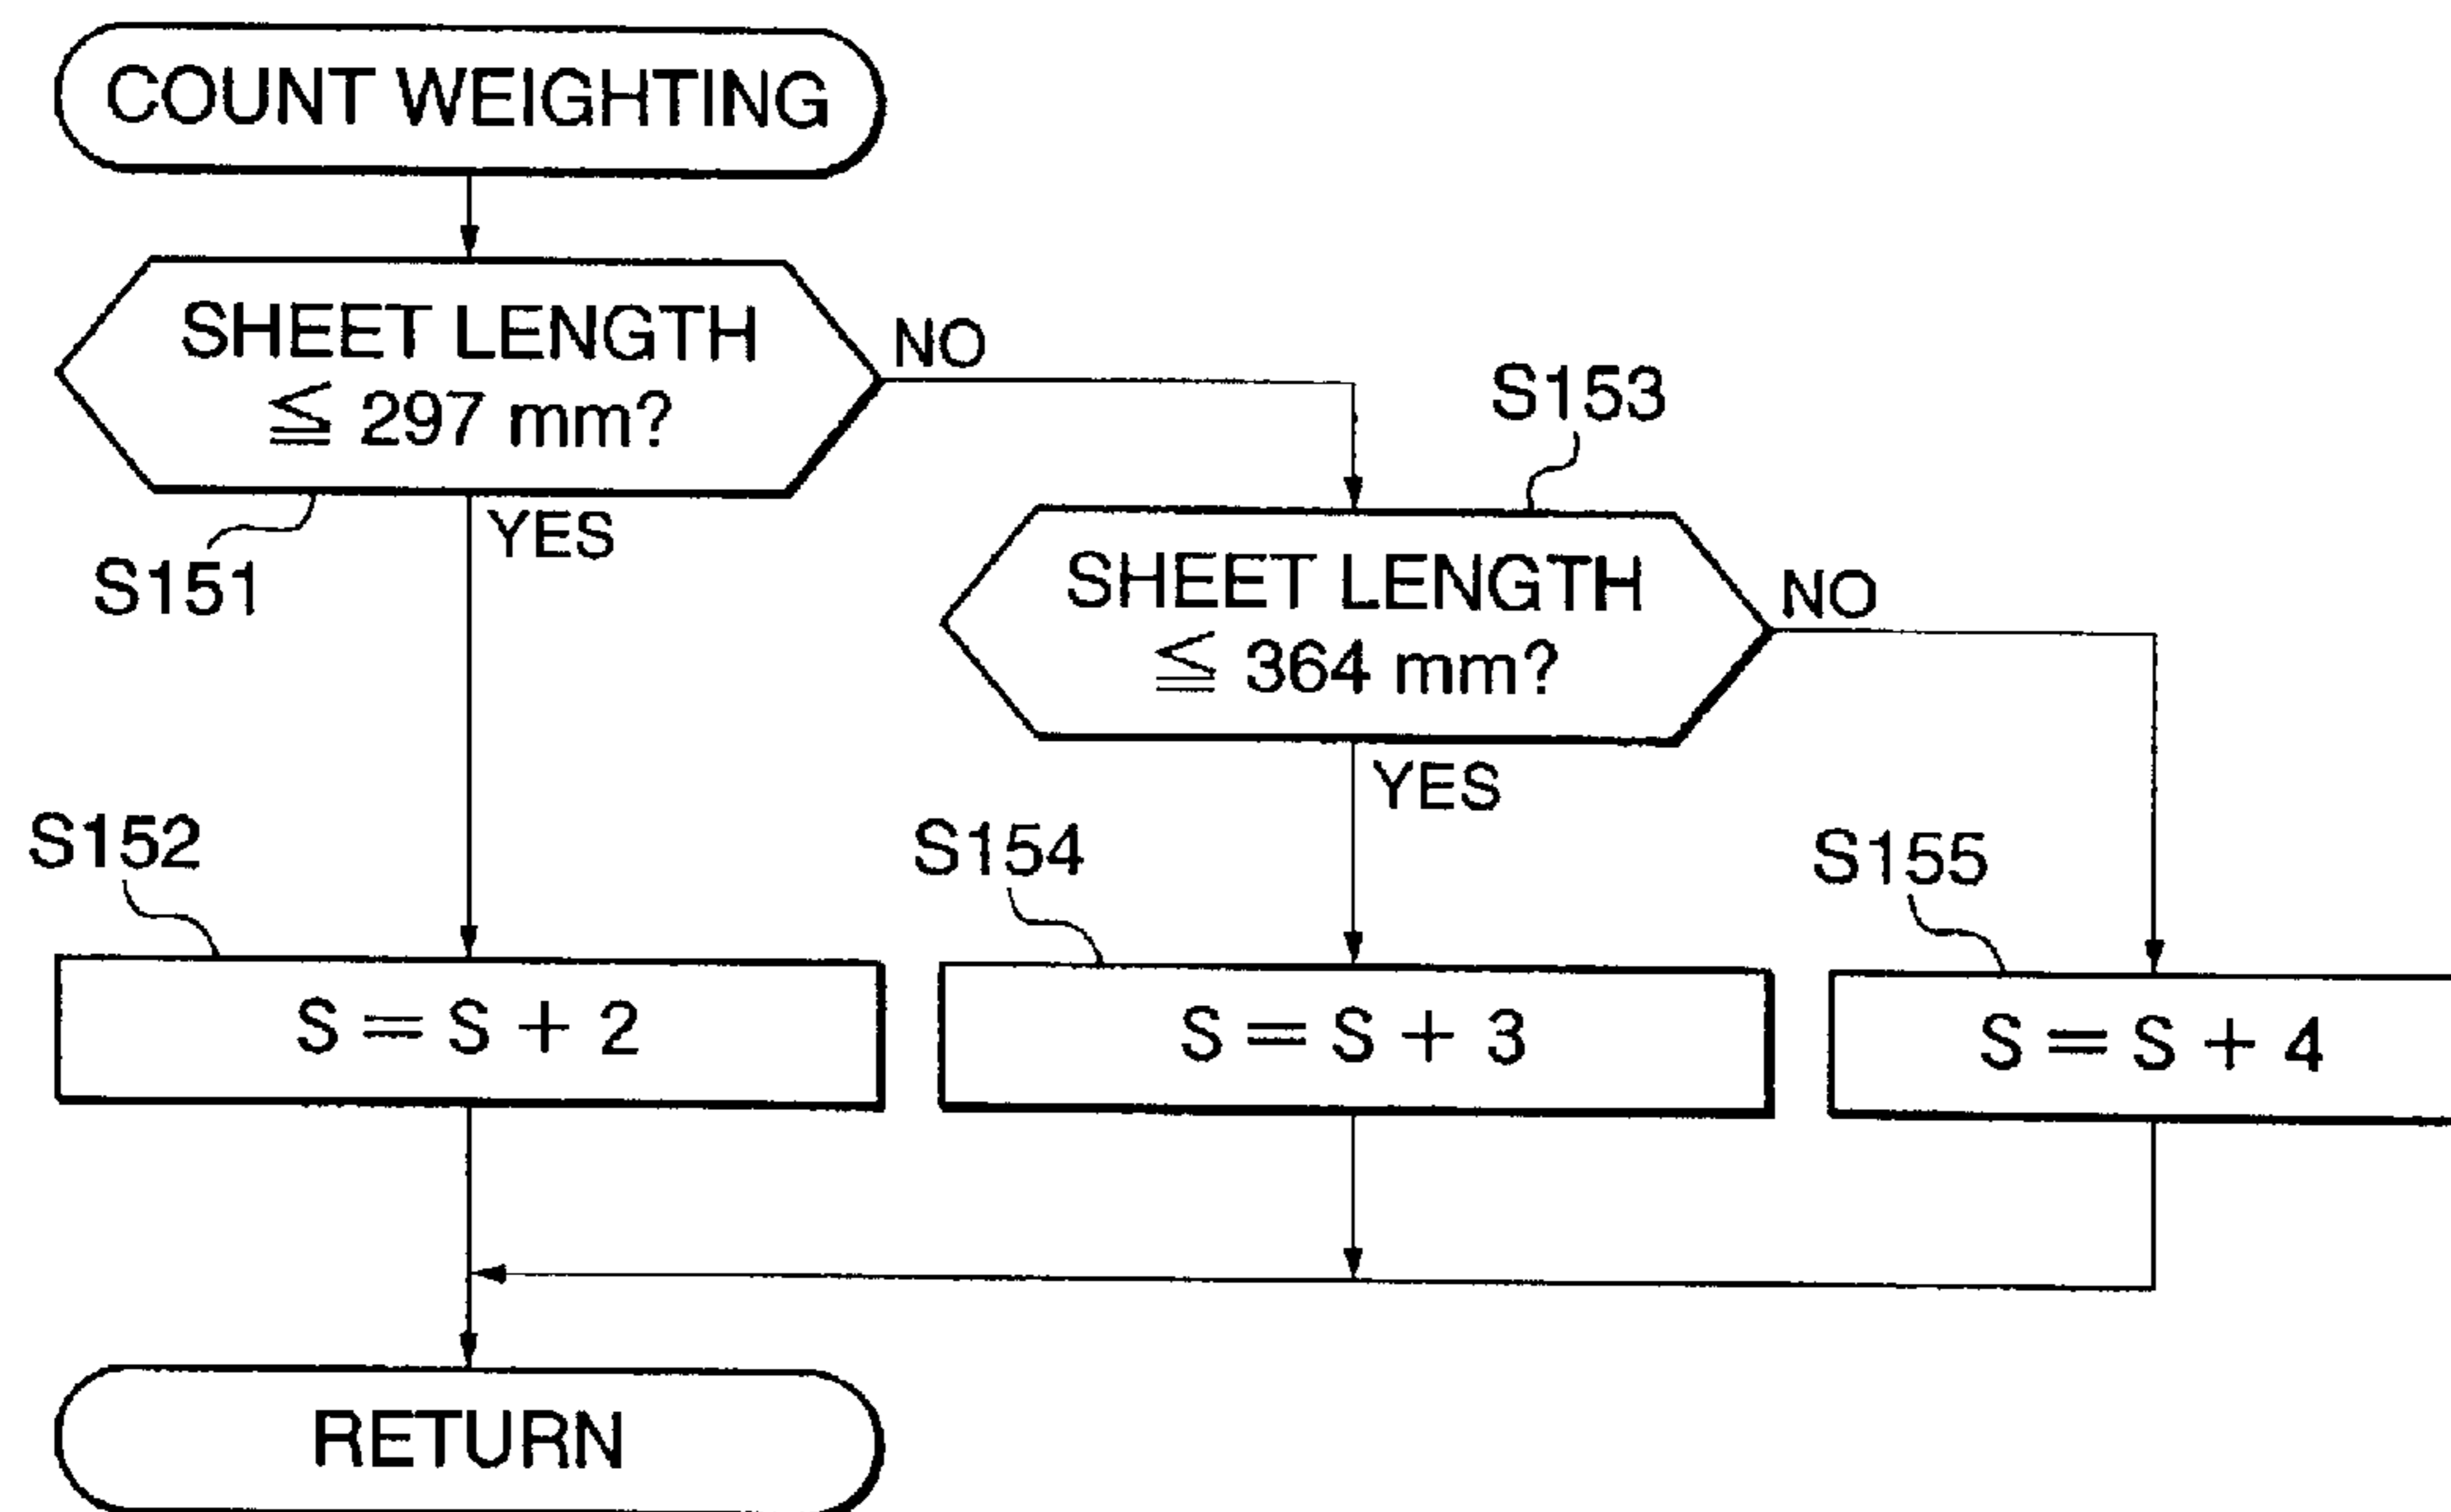 COUNT WEIGHTING
SHEET LENGTH
≦ 297 mm?
NO
YES
S151
S153
SHEET LENGTH
≦ 364 mm?
NO
YES
S152
S154
S155
S = S + 2
S = S + 3
S = S + 4
RETURN